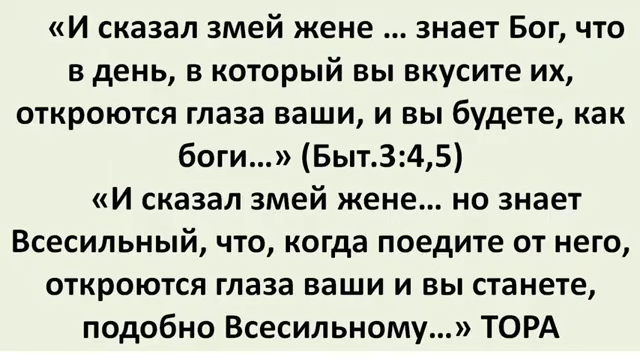 «И сказал змей жене ... знает Бог, что
в день, в который вы вкусите их,
откроются глаза ваши, и вы будете, как
боги...» (Быт.3:4,5)
«И сказал змей жене... но знает
Всесильный, что, когда поедите от него,
откроются глаза ваши и вы станете,
подобно Всесильному...» ТОРА